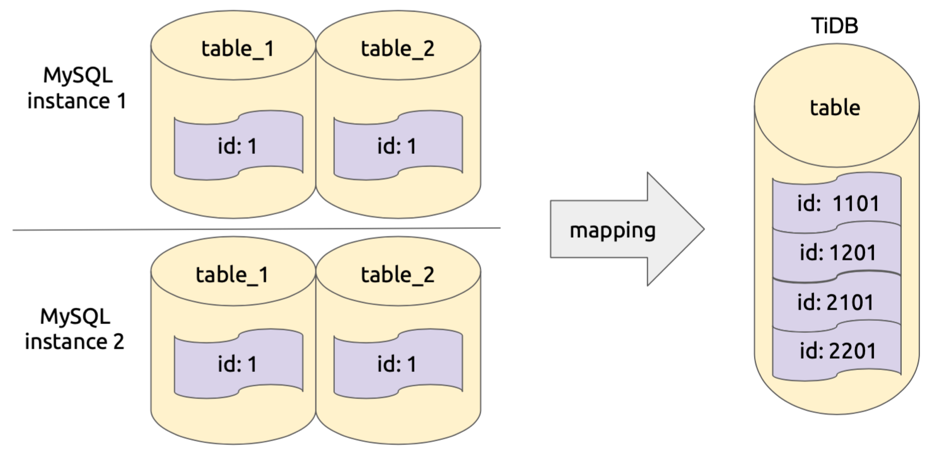 MySQL
instance 1
table_1
table_2
id: 1
id: 1
MySQL
instance 2
table_1
table_2
id: 1
id: 1
mapping
TiDB
table
id: 1101
id: 1201
id: 2101
id: 2201